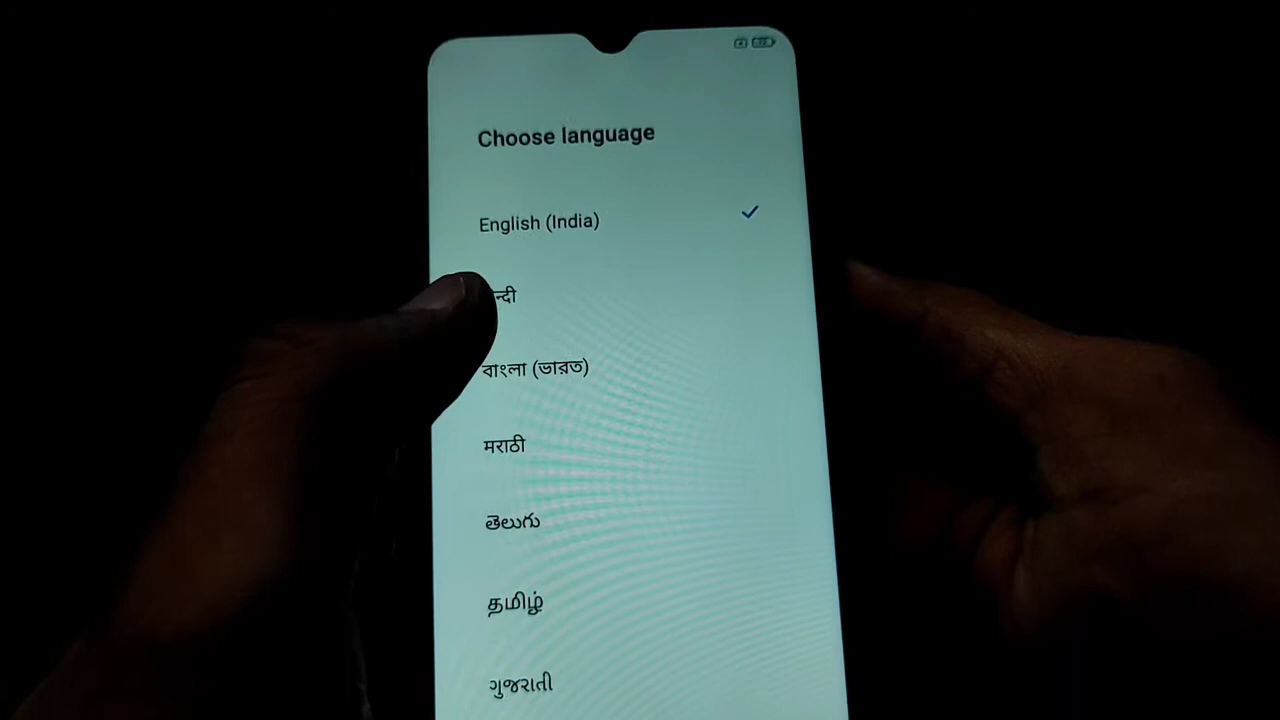 Choose language
English (India)
न्दी
বাংলা (ভারত)
मराठी
తెలుగు
தமிழ்
ગુજરાતી